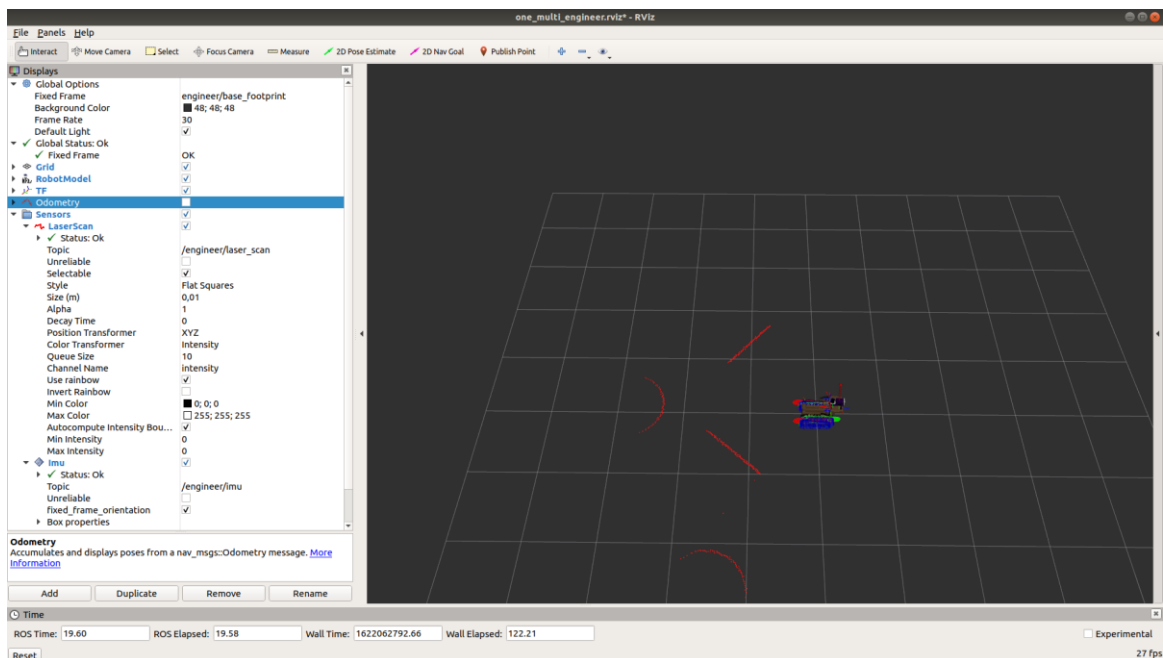 one_multi_engineer.rviz* - RViz
File Panels Help
Interact Move Camera Select Focus Camera Measure 2D Pose Estimate 2D Nav Goal Publish Point
Displays
Global Options
Fixed Frame engineer/base_footprint
Background Color 48; 48; 48
Frame Rate 30
Default Light
Global Status: Ok
Fixed Frame OK
Grid
RobotModel
TF
Odometry
Sensors
LaserScan
Status: Ok
Topic /engineer/laser_scan
Unreliable
Selectable
Style Flat Squares
Size (m) 0,01
Alpha 1
Decay Time 0
Position Transformer XYZ
Color Transformer Intensity
Queue Size 10
Channel Name intensity
Use rainbow
Invert Rainbow
Min Color 0; 0; 0
Max Color 255; 255; 255
Autocompute Intensity Bou...
Min Intensity 0
Max Intensity 0
Imu
Status: Ok
Topic /engineer/imu
Unreliable
fixed_frame_orientation
Box properties
Odometry
Accumulates and displays poses from a nav_msgs::Odometry message. More
Information
Add Duplicate Remove Rename
Time
ROS Time: 19.60 ROS Elapsed: 19.58 Wall Time: 1622062792.66 Wall Elapsed: 122.21 Experimental
Reset 27 fps